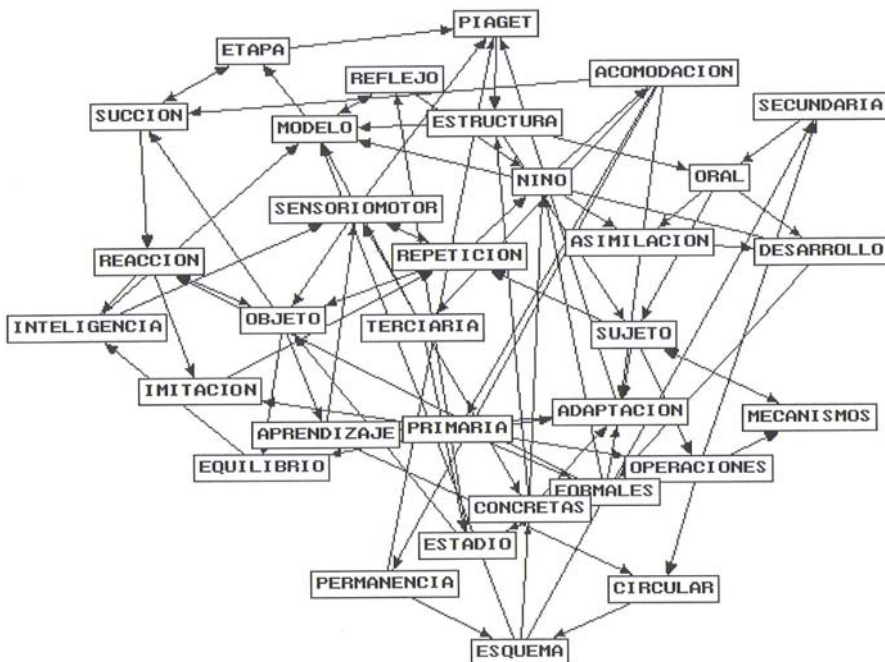 PIAGET
ETAPA
REFLEJO
ACOMODACION
SECUNDARIA
SUCCION
MODELO
ESTRUCTURA
NINO
ORAL
SENSORIOMOTOR
ASIMILACION
DESARROLLO
REACCION
REPETICION
INTELIGENCIA
OBJETO
TERCIARIA
SUJETO
IMITACION
ADAPTACION
MECANISMOS
APRENDIZAJE
PRIMARIA
EQUILIBRIO
OPERACIONES
FORMALES
CONCRETAS
ESTADIO
PERMANENCIA
CIRCULAR
ESQUEMA